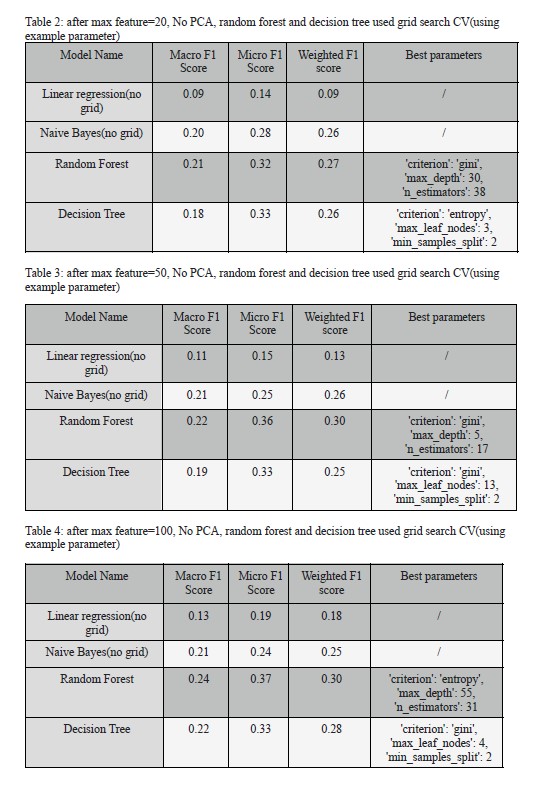 Table 2: after max feature=20, No PCA, random forest and decision tree used grid search CV(using
example parameter)
Model Name Macro F1 Micro F1 Weighted F1 Best parameters
Score Score score
Linear regression(no 0.09 0.14 0.09 /
grid)
Naive Bayes(no grid) 0.20 0.28 0.26 /
Random Forest 0.21 0.32 0.27 'criterion': 'gini',
'max_depth': 30,
'n_estimators': 38
Decision Tree 0.18 0.33 0.26 'criterion': 'entropy',
'max_leaf_nodes': 3,
'min_samples_split': 2
Table 3: after max feature=50, No PCA, random forest and decision tree used grid search CV(using
example parameter)
Model Name Macro F1 Micro F1 Weighted F1 Best parameters
Score Score score
Linear regression(no 0.11 0.15 0.13 /
grid)
Naive Bayes(no grid) 0.21 0.25 0.26 /
Random Forest 0.22 0.36 0.30 'criterion': 'gini',
'max_depth': 5,
'n_estimators': 17
Decision Tree 0.19 0.33 0.25 'criterion': 'gini',
'max_leaf_nodes': 13,
'min_samples_split': 2
Table 4: after max feature=100, No PCA, random forest and decision tree used grid search CV(using
example parameter)
Model Name Macro F1 Micro F1 Weighted F1 Best parameters
Score Score score
Linear regression(no 0.13 0.19 0.18 /
grid)
Naive Bayes(no grid) 0.21 0.24 0.25 /
Random Forest 0.24 0.37 0.30 'criterion': 'entropy',
'max_depth': 55,
'n_estimators': 31
Decision Tree 0.22 0.33 0.28 'criterion': 'gini',
'max_leaf_nodes': 4,
'min_samples_split': 2